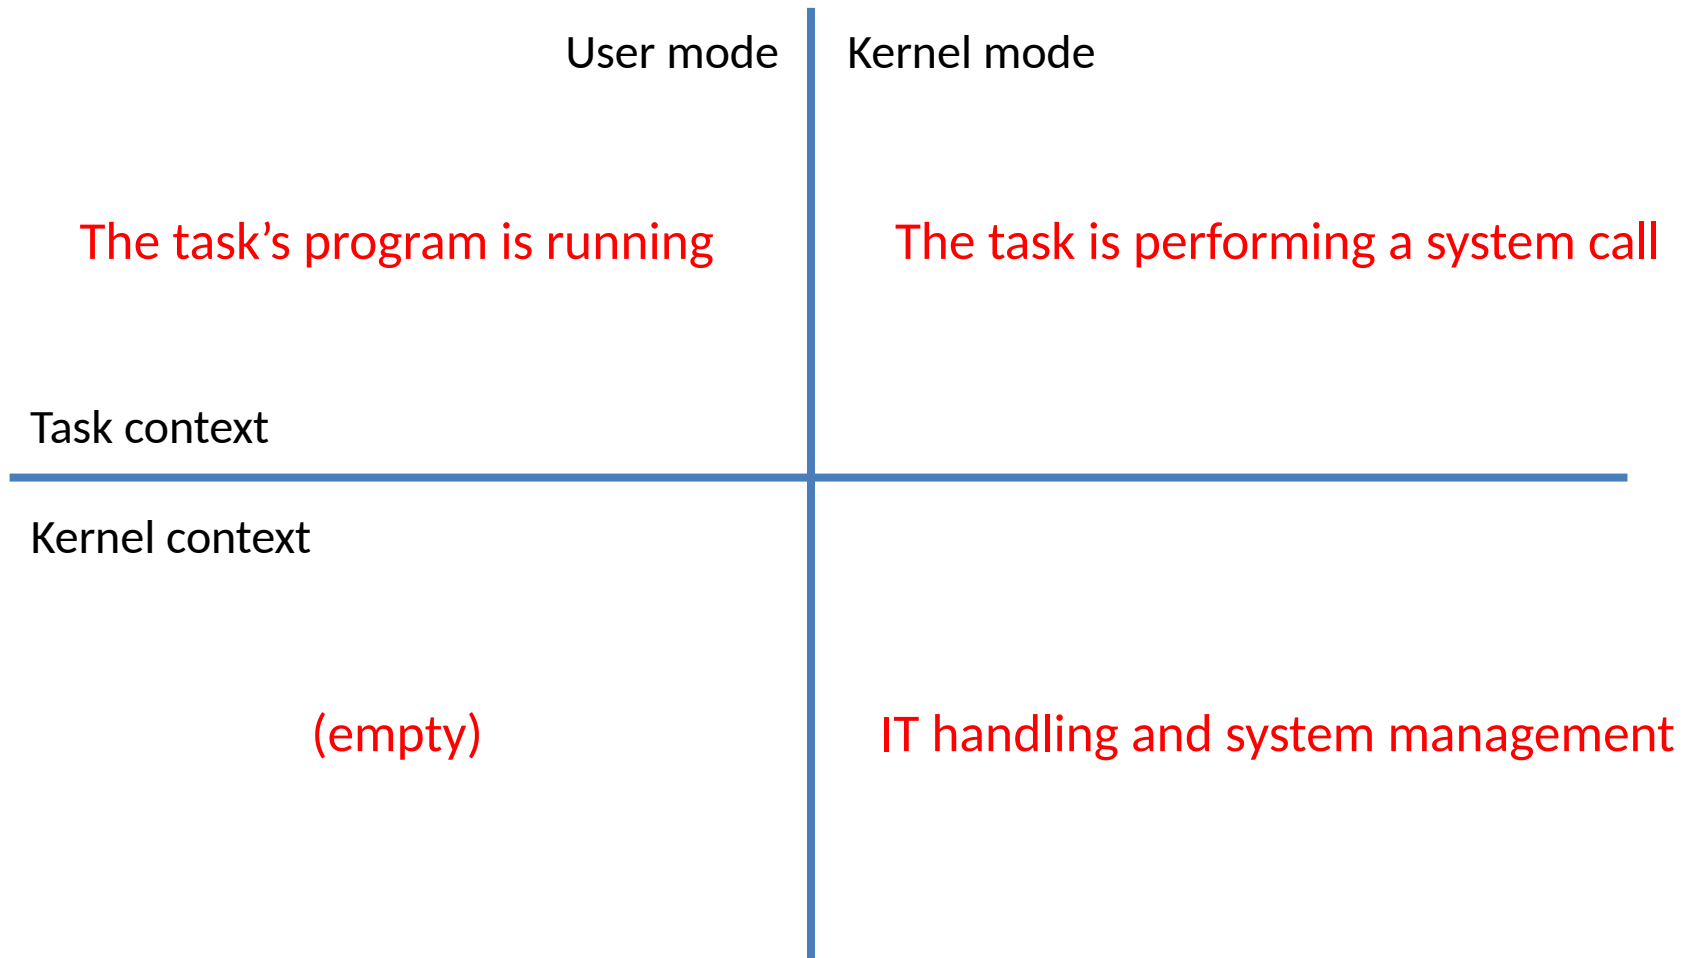 User mode
Kernel mode
The task’s program is running
The task is performing a system call
Task context
Kernel context
(empty)
IT handling and system management